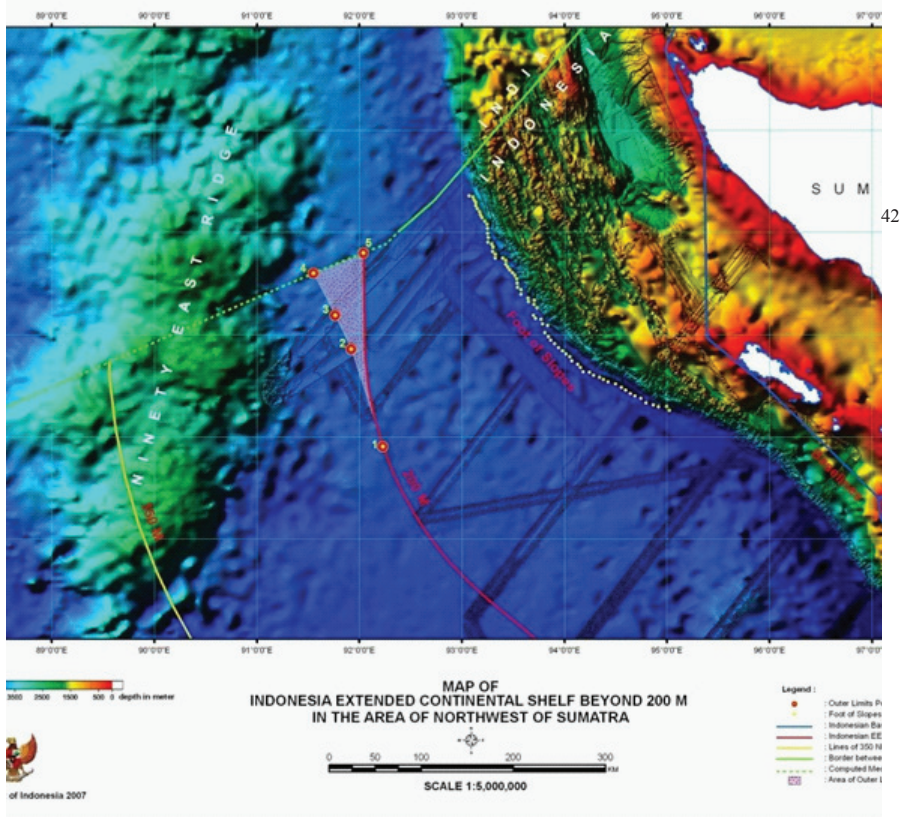 89°0'0"E 90°0'0"E 91°0'0"E 92°0'0"E 93°0'0"E 94°0'0"E 95°0'0"E 96°0'0"E 97°0'0"
INDIA
INDONESIA
NINETY EAST RIDGE
SUM
42
5
4
3
2
1
Foot of Slopes
200 M
350 M
89°0'0"E 90°0'0"E 91°0'0"E 92°0'0"E 93°0'0"E 94°0'0"E 95°0'0"E 96°0'0"E 97°0'0"
3500 2500 1500 500 0 depth in meter
of Indonesia 2007
MAP OF
INDONESIA EXTENDED CONTINENTAL SHELF BEYOND 200 M
IN THE AREA OF NORTHWEST OF SUMATRA
0 50 100 200 300
KM
SCALE 1:5,000,000
Legend :
: Outer Limits P
: Foot of Slopes
: Indonesian Ba
: Indonesian EE
: Lines of 350 N
: Border betwee
: Computed Me
: Area of Outer L